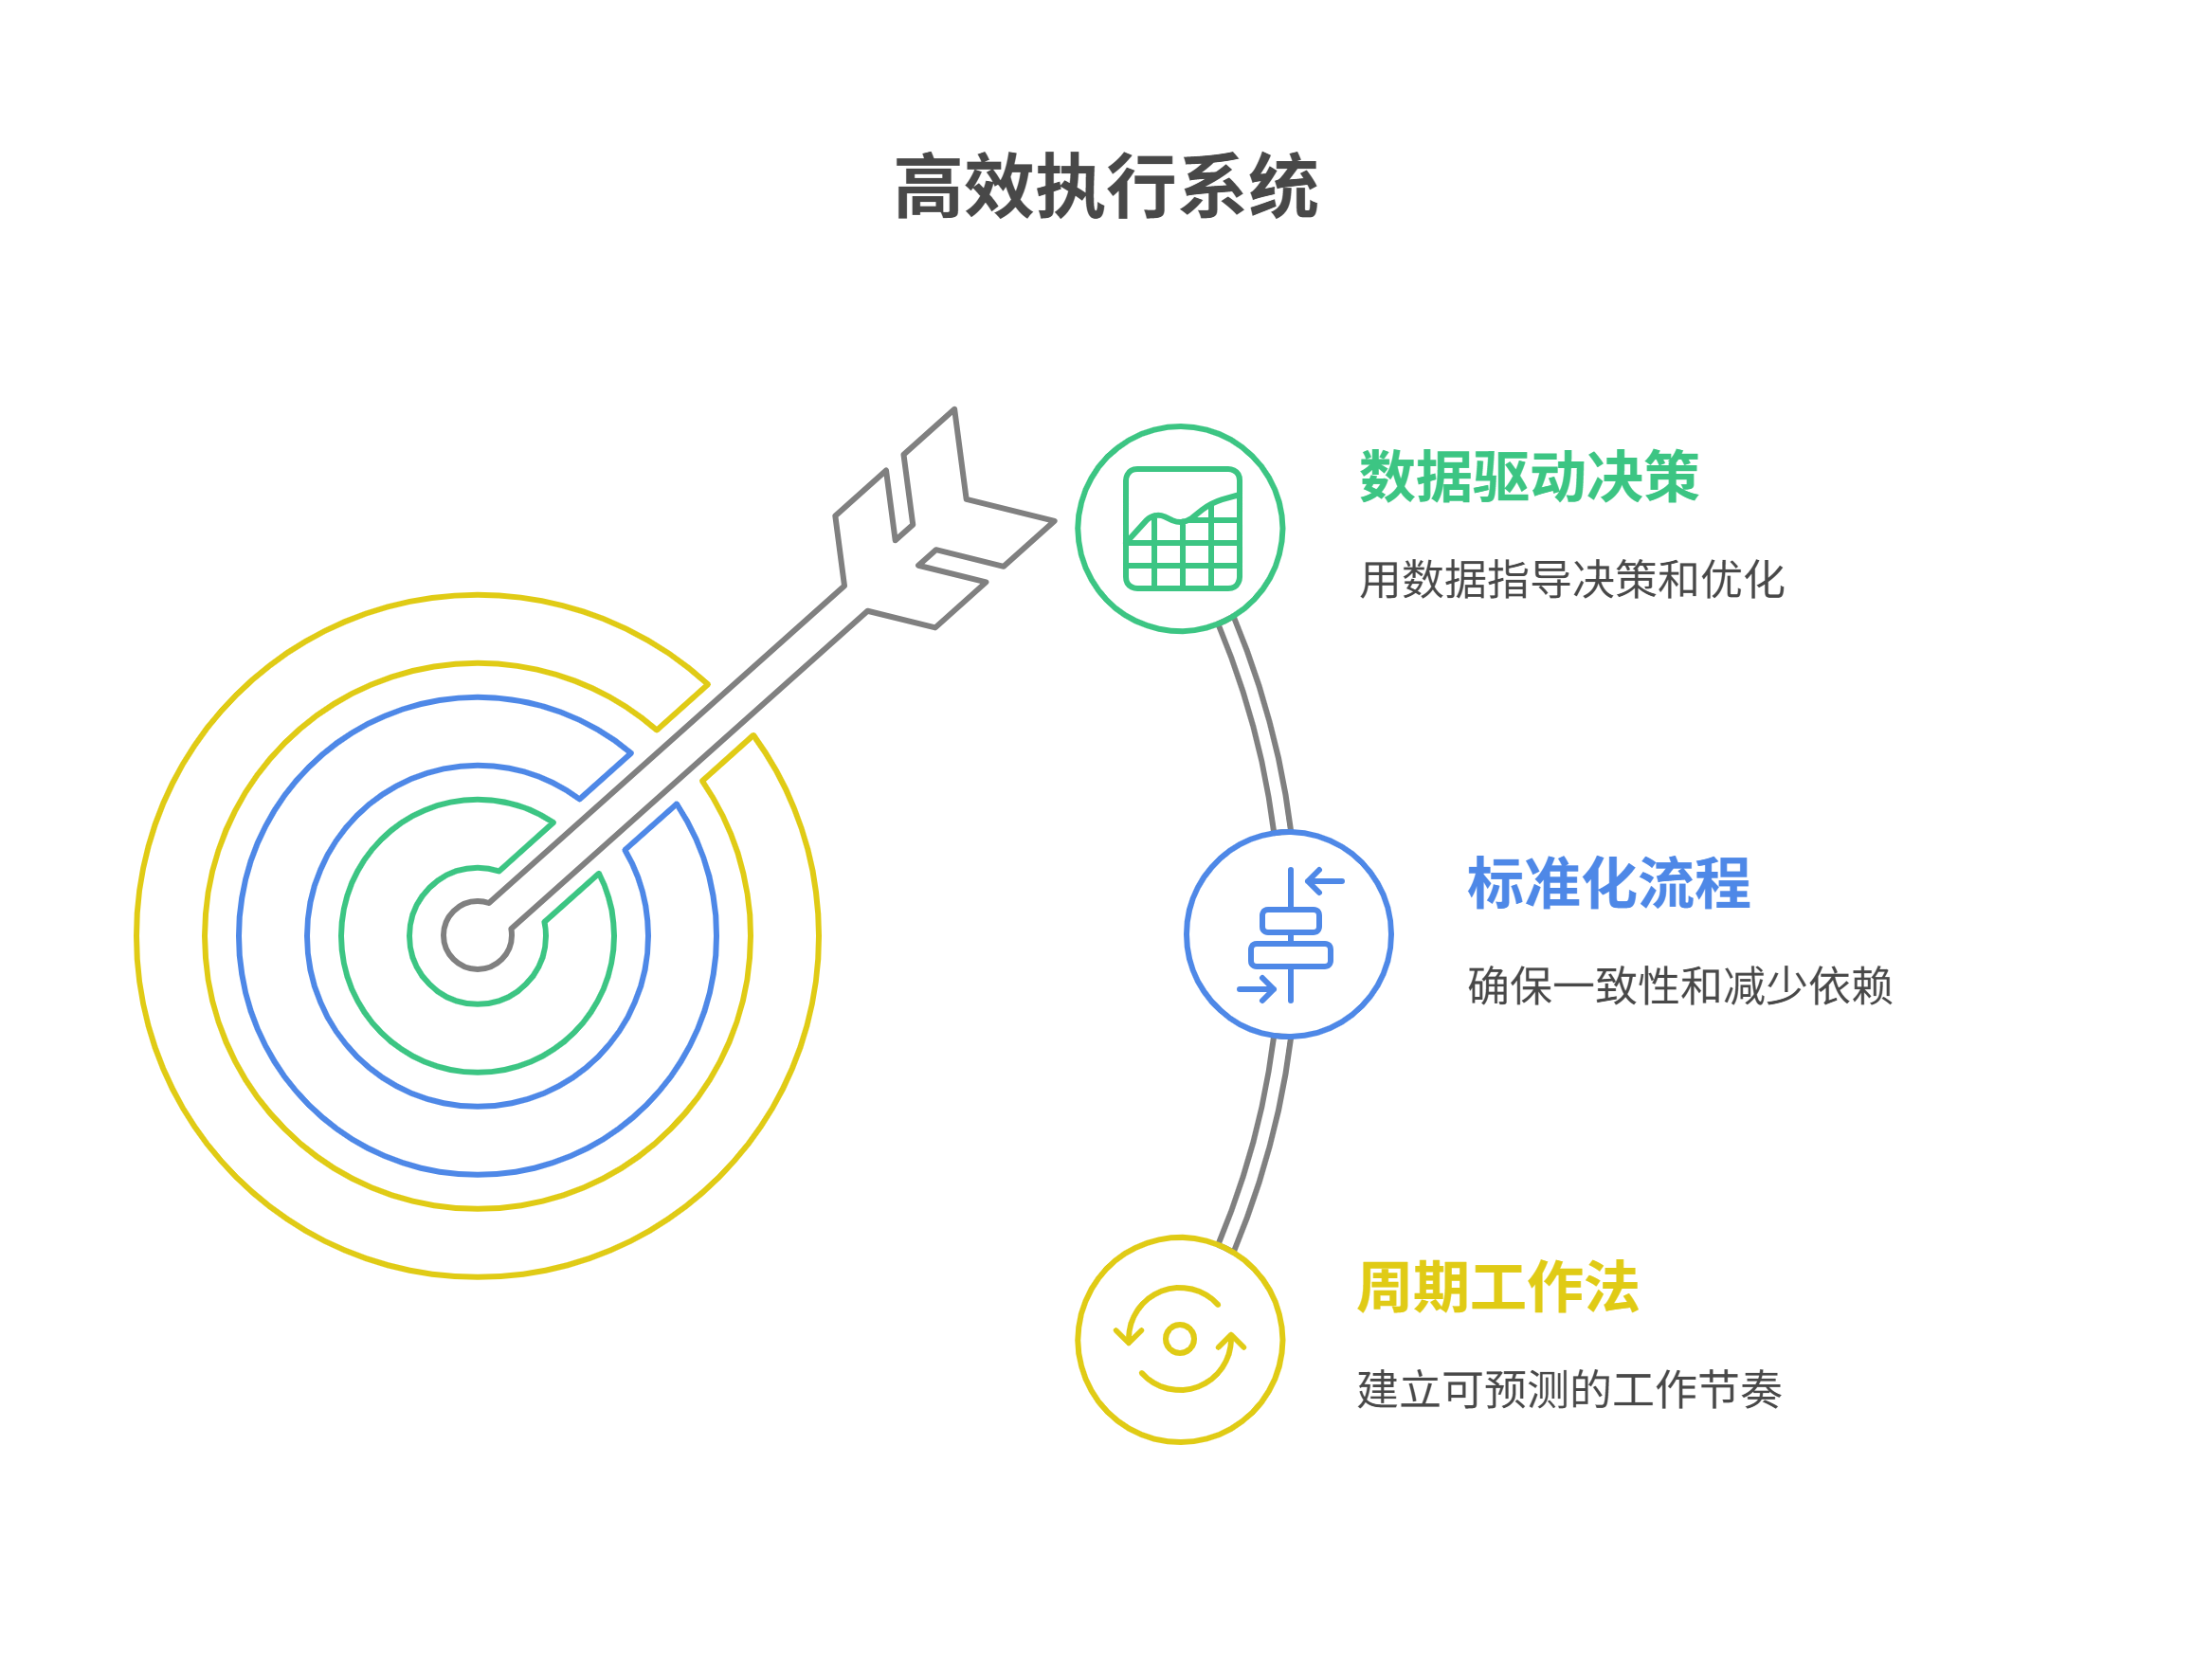 高效执行系统
数据驱动决策
用数据指导决策和优化
标准化流程
确保一致性和减少依赖
周期工作法
建立可预测的工作节奏